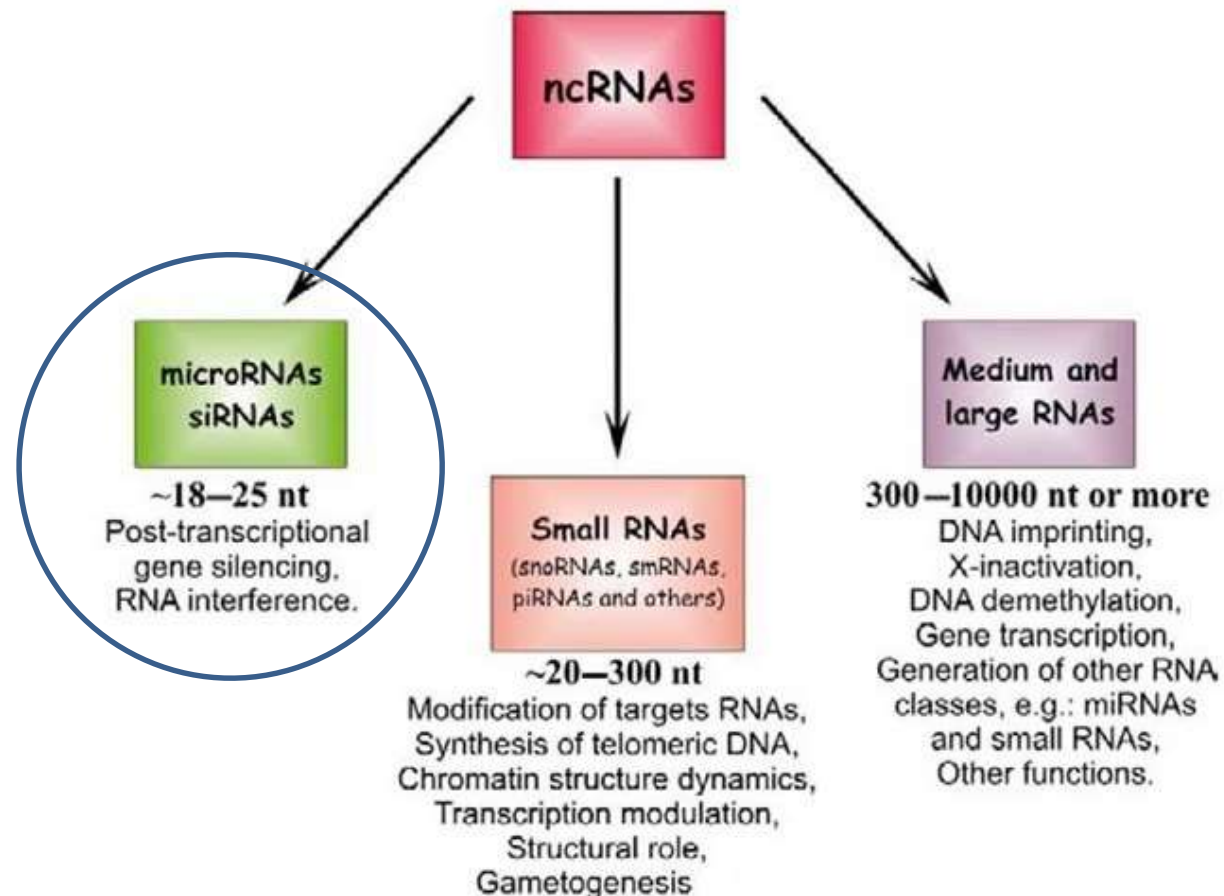 ncRNAs
microRNAs
siRNAs
~18—25 nt
Post-transcriptional
gene silencing,
RNA interference.
Small RNAs
(snoRNAs, smRNAs,
piRNAs and others)
~20—300 nt
Modification of targets RNAs,
Synthesis of telomeric DNA,
Chromatin structure dynamics,
Transcription modulation,
Structural role,
Gametogenesis
Medium and
large RNAs
300—10000 nt or more
DNA imprinting,
X-inactivation,
DNA demethylation,
Gene transcription,
Generation of other RNA
classes, e.g.: miRNAs
and small RNAs,
Other functions.